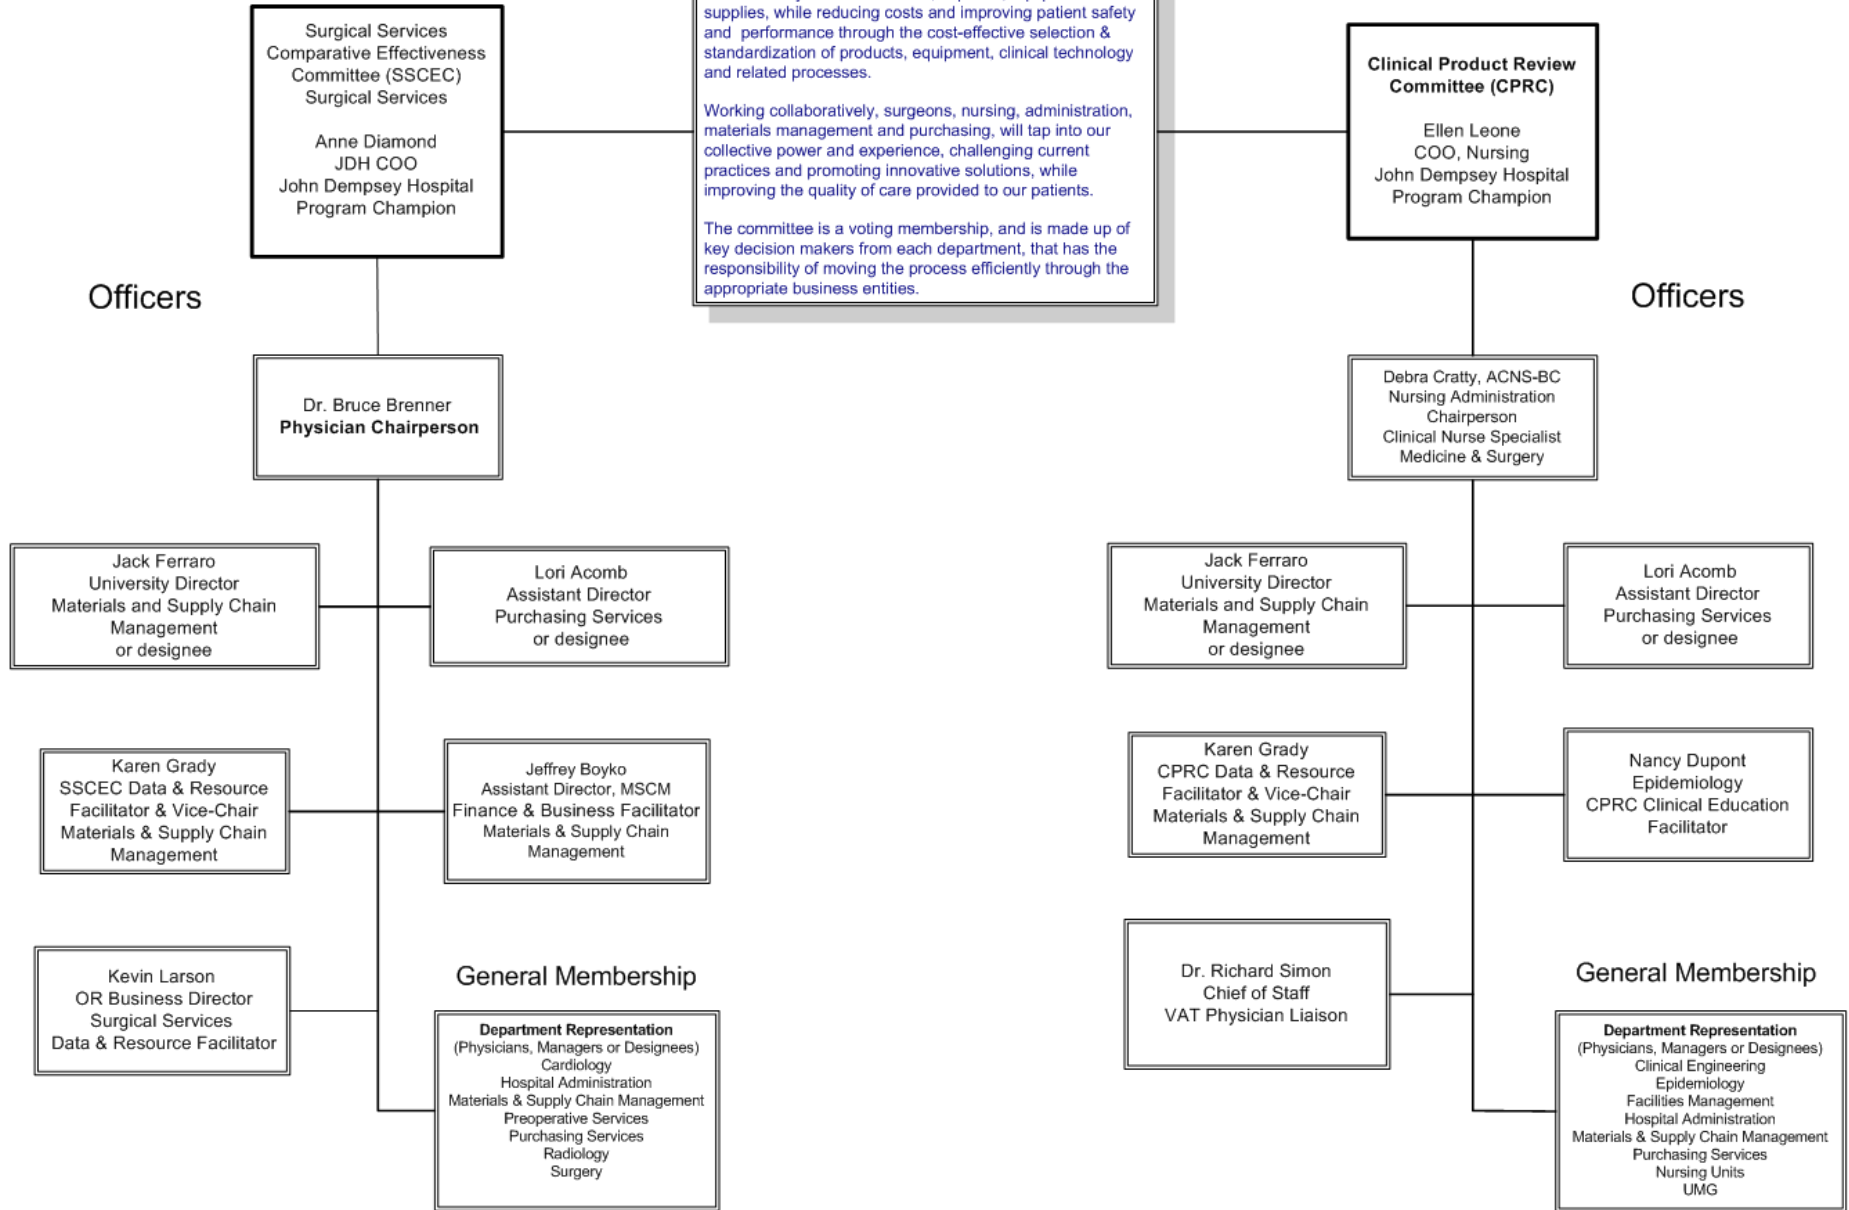 Surgical Services
Comparative Effectiveness
Committee (SSCEC)
Surgical Services
Anne Diamond
JDH COO
John Dempsey Hospital
Program Champion
supplies, while reducing costs and improving patient safety
and performance through the cost-effective selection &
standardization of products, equipment, clinical technology
and related processes.
Working collaboratively, surgeons, nursing, administration,
materials management and purchasing, will tap into our
collective power and experience, challenging current
practices and promoting innovative solutions, while
improving the quality of care provided to our patients.
The committee is a voting membership, and is made up of
key decision makers from each department, that has the
responsibility of moving the process efficiently through the
appropriate business entities.
Clinical Product Review
Committee (CPRC)
Ellen Leone
COO, Nursing
John Dempsey Hospital
Program Champion
Officers
Officers
Dr. Bruce Brenner
Physician Chairperson
Debra Cratty, ACNS-BC
Nursing Administration
Chairperson
Clinical Nurse Specialist
Medicine & Surgery
Jack Ferraro
University Director
Materials and Supply Chain
Management
or designee
Lori Acomb
Assistant Director
Purchasing Services
or designee
Jack Ferraro
University Director
Materials and Supply Chain
Management
or designee
Lori Acomb
Assistant Director
Purchasing Services
or designee
Karen Grady
SSCEC Data & Resource
Facilitator & Vice-Chair
Materials & Supply Chain
Management
Jeffrey Boyko
Assistant Director, MSCM
Finance & Business Facilitator
Materials & Supply Chain
Management
Karen Grady
CPRC Data & Resource
Facilitator & Vice-Chair
Materials & Supply Chain
Management
Nancy Dupont
Epidemiology
CPRC Clinical Education
Facilitator
Kevin Larson
OR Business Director
Surgical Services
Data & Resource Facilitator
General Membership
Department Representation
(Physicians, Managers or Designees)
Cardiology
Hospital Administration
Materials & Supply Chain Management
Preoperative Services
Purchasing Services
Radiology
Surgery
Dr. Richard Simon
Chief of Staff
VAT Physician Liaison
General Membership
Department Representation
(Physicians, Managers or Designees)
Clinical Engineering
Epidemiology
Facilities Management
Hospital Administration
Materials & Supply Chain Management
Purchasing Services
Nursing Units
UMG